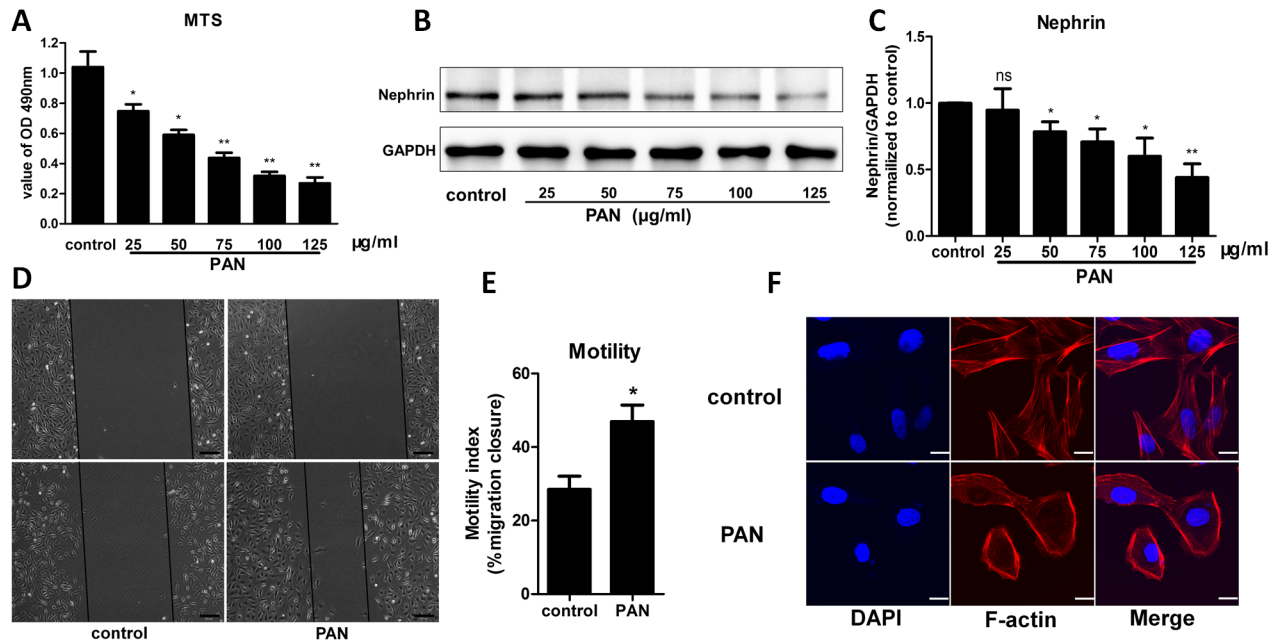 A
MTS
value of OD 490nm
1.2
1.0
0.8
0.6
0.4
0.2
0.0
*
*
**
**
**
control 25 50 75 100 125 µg/ml
PAN
B
Nephrin
GAPDH
control 25 50 75 100 125
PAN (µg/ml)
C
Nephrin
Nephrin/GAPDH
(normailized to control)
1.5
1.0
0.5
0.0
ns
*
*
*
**
control 25 50 75 100 125 µg/ml
PAN
D
control PAN
E
Motility
Motility index
(%migration closure)
60
40
20
0
*
control PAN
F
control
PAN
DAPI F-actin Merge